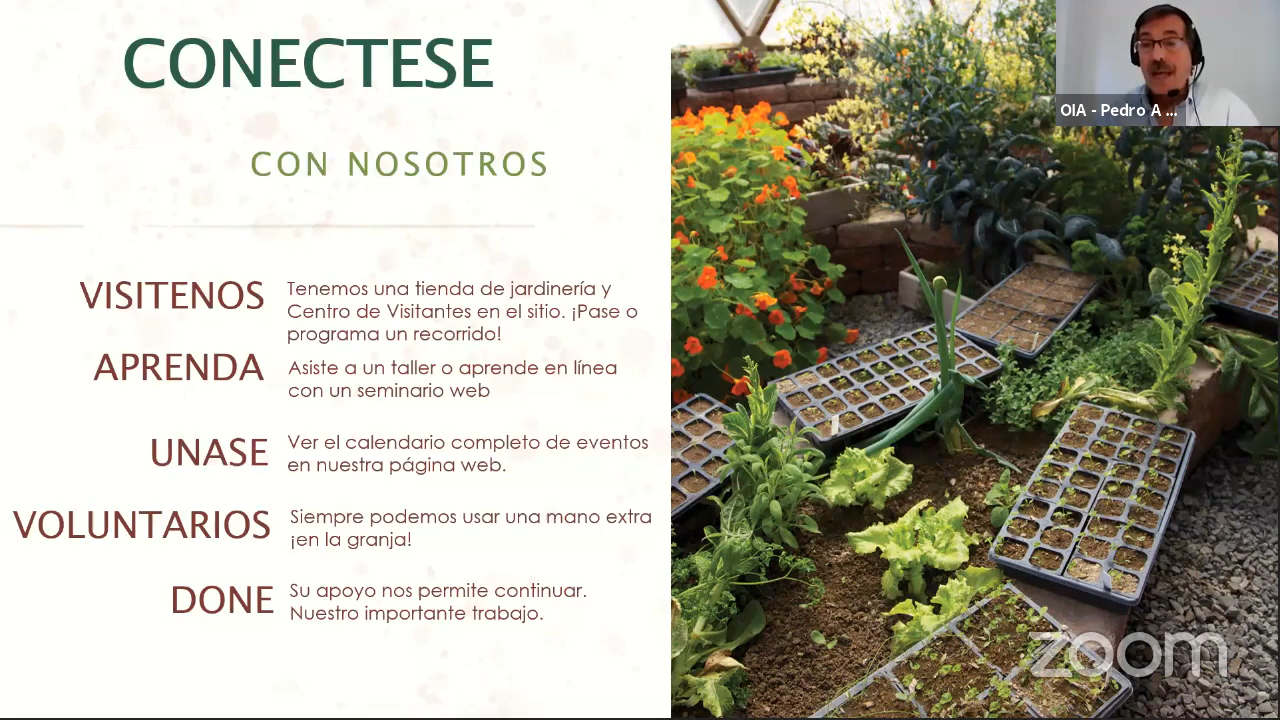 CONECTESE
CON NOSOTROS
VISITENOS
Tenemos una tienda de jardinería y
Centro de Visitantes en el sitio. ¡Pase o
programa un recorrido!
APRENDA
Asiste a un taller o aprende en línea
con un seminario web
UNASE
Ver el calendario completo de eventos
en nuestra página web.
VOLUNTARIOS
Siempre podemos usar una mano extra
¡en la granja!
DONE
Su apoyo nos permite continuar.
Nuestro importante trabajo.
OIA - Pedro A ...
zoom